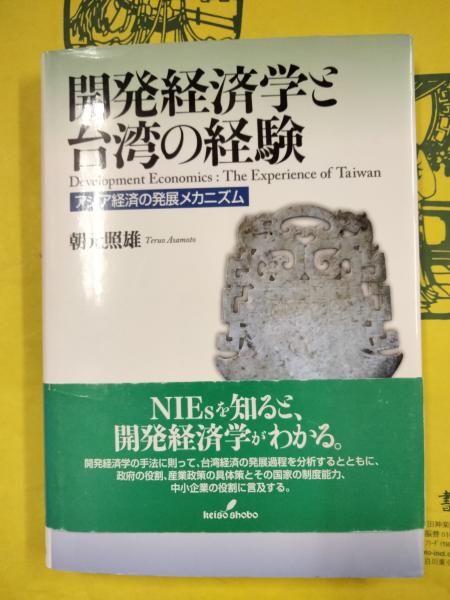 開発経済学と
台湾の経験
Development Economics : The Experience of Taiwan
アジア経済の発展メカニズム
朝元照雄 Teruo Asamoto
NIEsを知ると、
開発経済学がわかる。
開発経済学の手法に則って、台湾経済の発展過程を分析するとともに、
政府の役割、産業政策の具体策とその国家の制度能力、
中小企業の役割に言及する。
keiso shobo